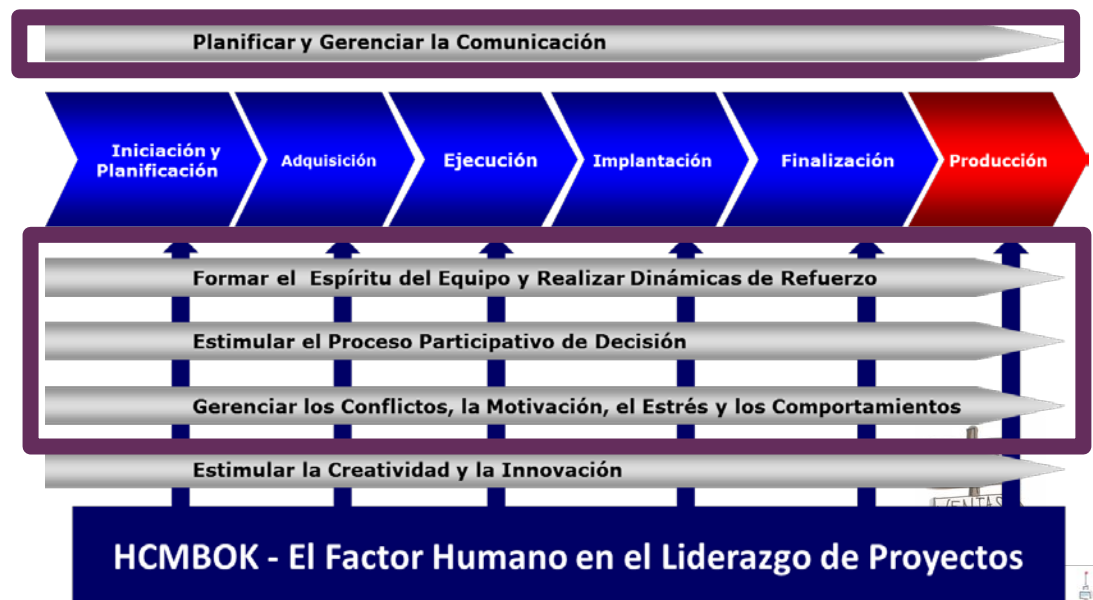 Planificar y Gerenciar la Comunicación
Iniciación y
Planificación
Adquisición
Ejecución
Implantación
Finalización
Producción
Formar el Espíritu del Equipo y Realizar Dinámicas de Refuerzo
Estimular el Proceso Participativo de Decisión
Gerenciar los Conflictos, la Motivación, el Estrés y los Comportamientos
Estimular la Creatividad y la Innovación
HCMBOK - El Factor Humano en el Liderazgo de Proyectos